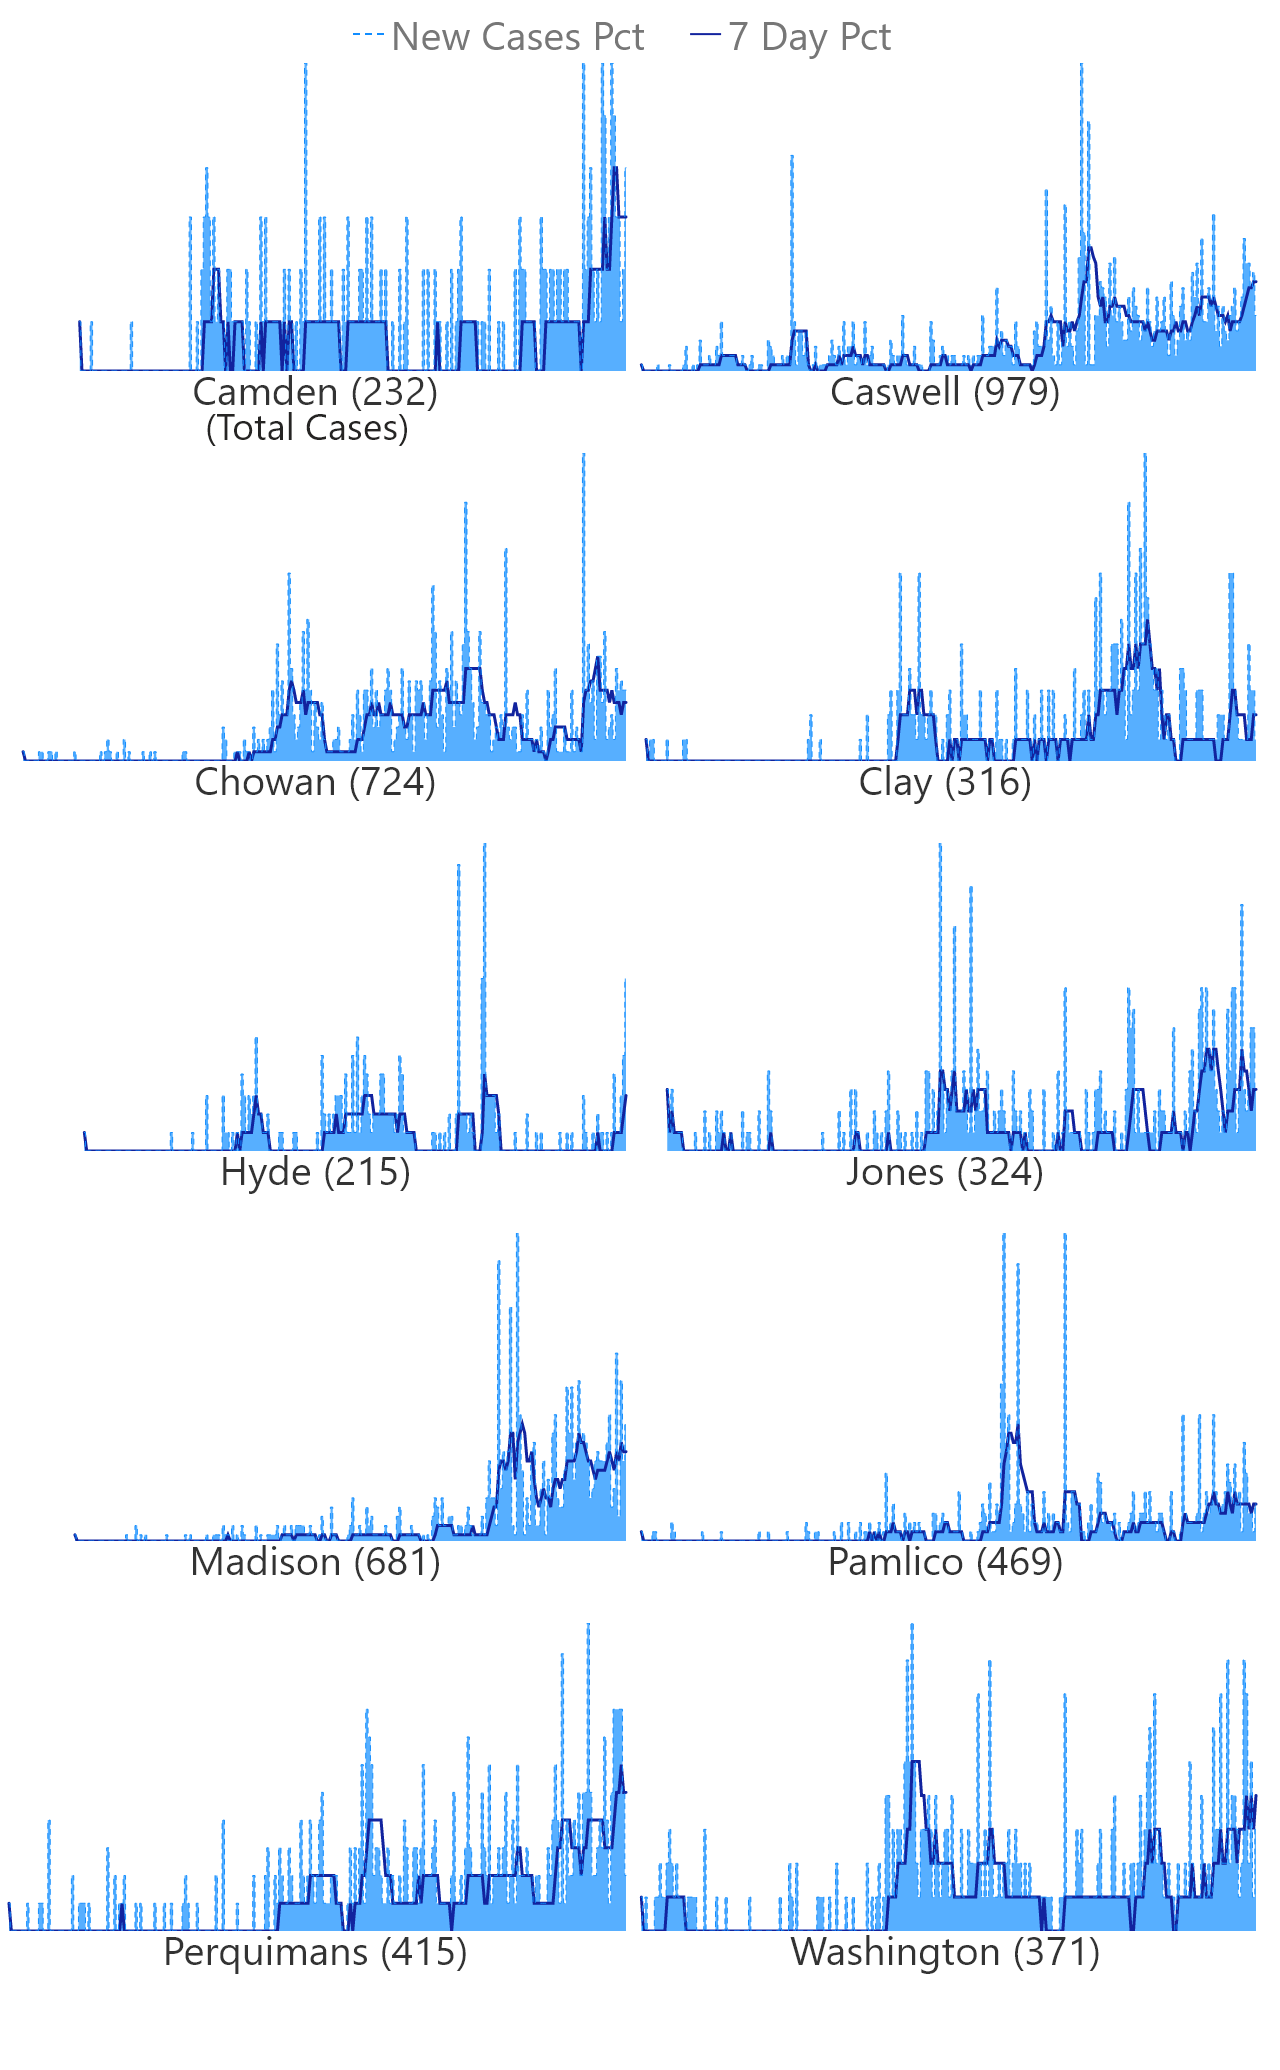 New Cases Pct 7 Day Pct
Camden (232) Caswell (979)
(Total Cases)
Chowan (724) Clay (316)
Hyde (215) Jones (324)
Madison (681) Pamlico (469)
Perquimans (415) Washington (371)